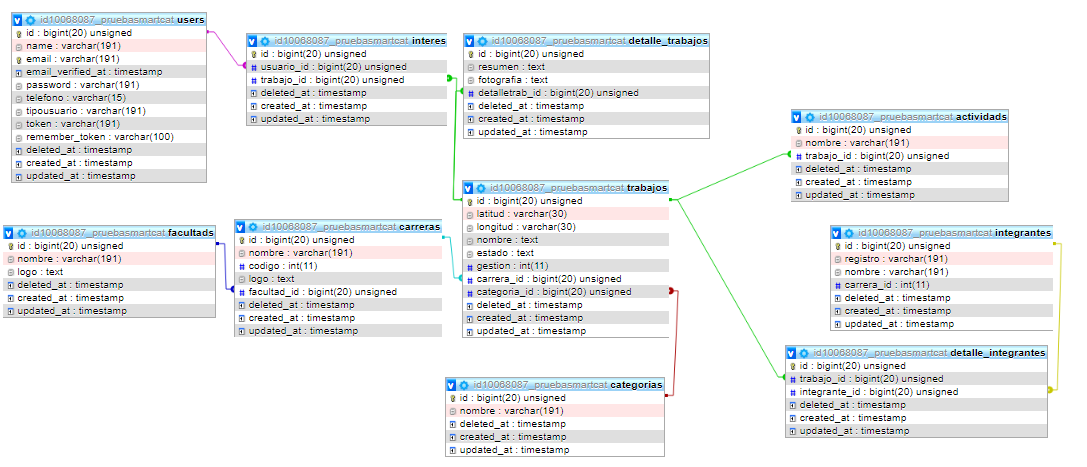 id10068087_pruebasmartcat users
id : bigint(20) unsigned
name : varchar(191)
email : varchar(191)
email_verified_at : timestamp
password : varchar(191)
telefono : varchar(15)
tipousuario : varchar(191)
token : varchar(191)
remember_token : varchar(100)
deleted_at : timestamp
created_at : timestamp
updated_at : timestamp
id10068087_pruebasmartcat interes
id : bigint(20) unsigned
usuario_id : bigint(20) unsigned
trabajo_id : bigint(20) unsigned
deleted_at : timestamp
created_at : timestamp
updated_at : timestamp
id10068087_pruebasmartcat detalle_trabajos
id : bigint(20) unsigned
resumen : text
fotografia : text
detalletrab_id : bigint(20) unsigned
deleted_at : timestamp
created_at : timestamp
updated_at : timestamp
id10068087_pruebasmartcat actividads
id : bigint(20) unsigned
nombre : varchar(191)
trabajo_id : bigint(20) unsigned
deleted_at : timestamp
created_at : timestamp
updated_at : timestamp
id10068087_pruebasmartcat trabajos
id : bigint(20) unsigned
latitud : varchar(30)
longitud : varchar(30)
nombre : text
estado : text
gestion : int(11)
carrera_id : bigint(20) unsigned
categoria_id : bigint(20) unsigned
deleted_at : timestamp
created_at : timestamp
updated_at : timestamp
id10068087_pruebasmartcat facultads
id : bigint(20) unsigned
nombre : varchar(191)
logo : text
deleted_at : timestamp
created_at : timestamp
updated_at : timestamp
id10068087_pruebasmartcat carreras
id : bigint(20) unsigned
nombre : varchar(191)
codigo : int(11)
logo : text
facultad_id : bigint(20) unsigned
deleted_at : timestamp
created_at : timestamp
updated_at : timestamp
id10068087_pruebasmartcat integrantes
id : bigint(20) unsigned
registro : varchar(191)
nombre : varchar(191)
carrera_id : int(11)
deleted_at : timestamp
created_at : timestamp
updated_at : timestamp
id10068087_pruebasmartcat detalle_integrantes
id : bigint(20) unsigned
trabajo_id : bigint(20) unsigned
integrante_id : bigint(20) unsigned
deleted_at : timestamp
created_at : timestamp
updated_at : timestamp
id10068087_pruebasmartcat categorias
id : bigint(20) unsigned
nombre : varchar(191)
deleted_at : timestamp
created_at : timestamp
updated_at : timestamp